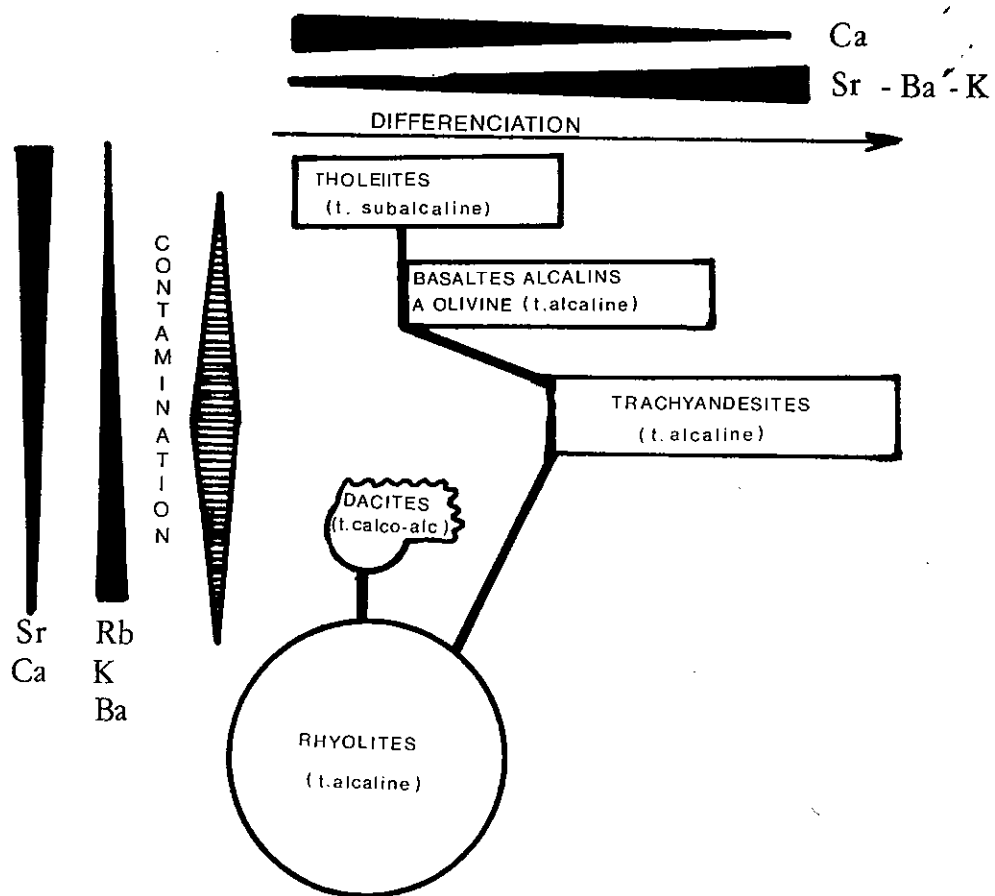 Ca
Sr - Ba - K
DIFFERENCIATION
THOLEIITES
(t. subalcaline)
BASALTES ALCALINS
A OLIVINE (t.alcaline)
TRACHYANDESITES
(t.alcaline)
CONTAMINATION
DACITES
(t.calco-alc)
Sr Rb
Ca K
Ba
RHYOLITES
(t.alcaline)